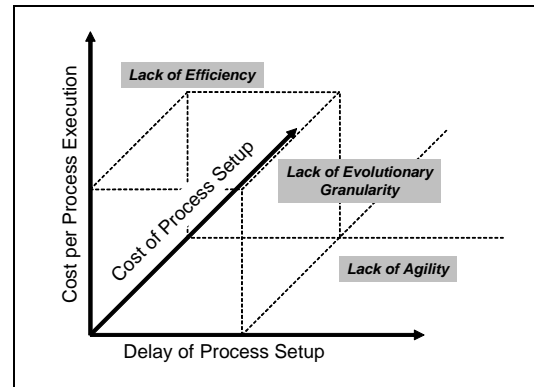 Lack of Efficiency
Cost per Process Execution
Cost of Process Setup
Lack of Evolutionary
Granularity
Lack of Agility
Delay of Process Setup